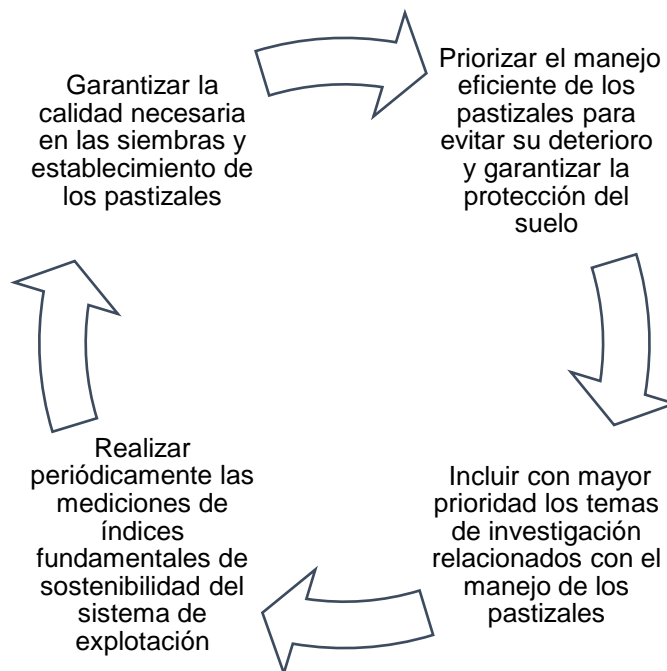 Garantizar la
calidad necesaria
en las siembras y
establecimiento de
los pastizales
Priorizar el manejo
eficiente de los
pastizales para
evitar su deterioro
y garantizar la
protección del
suelo
Incluir con mayor
prioridad los temas
de investigación
relacionados con el
manejo de los
pastizales
Realizar
periódicamente las
mediciones de
índices
fundamentales de
sostenibilidad del
sistema de
explotación